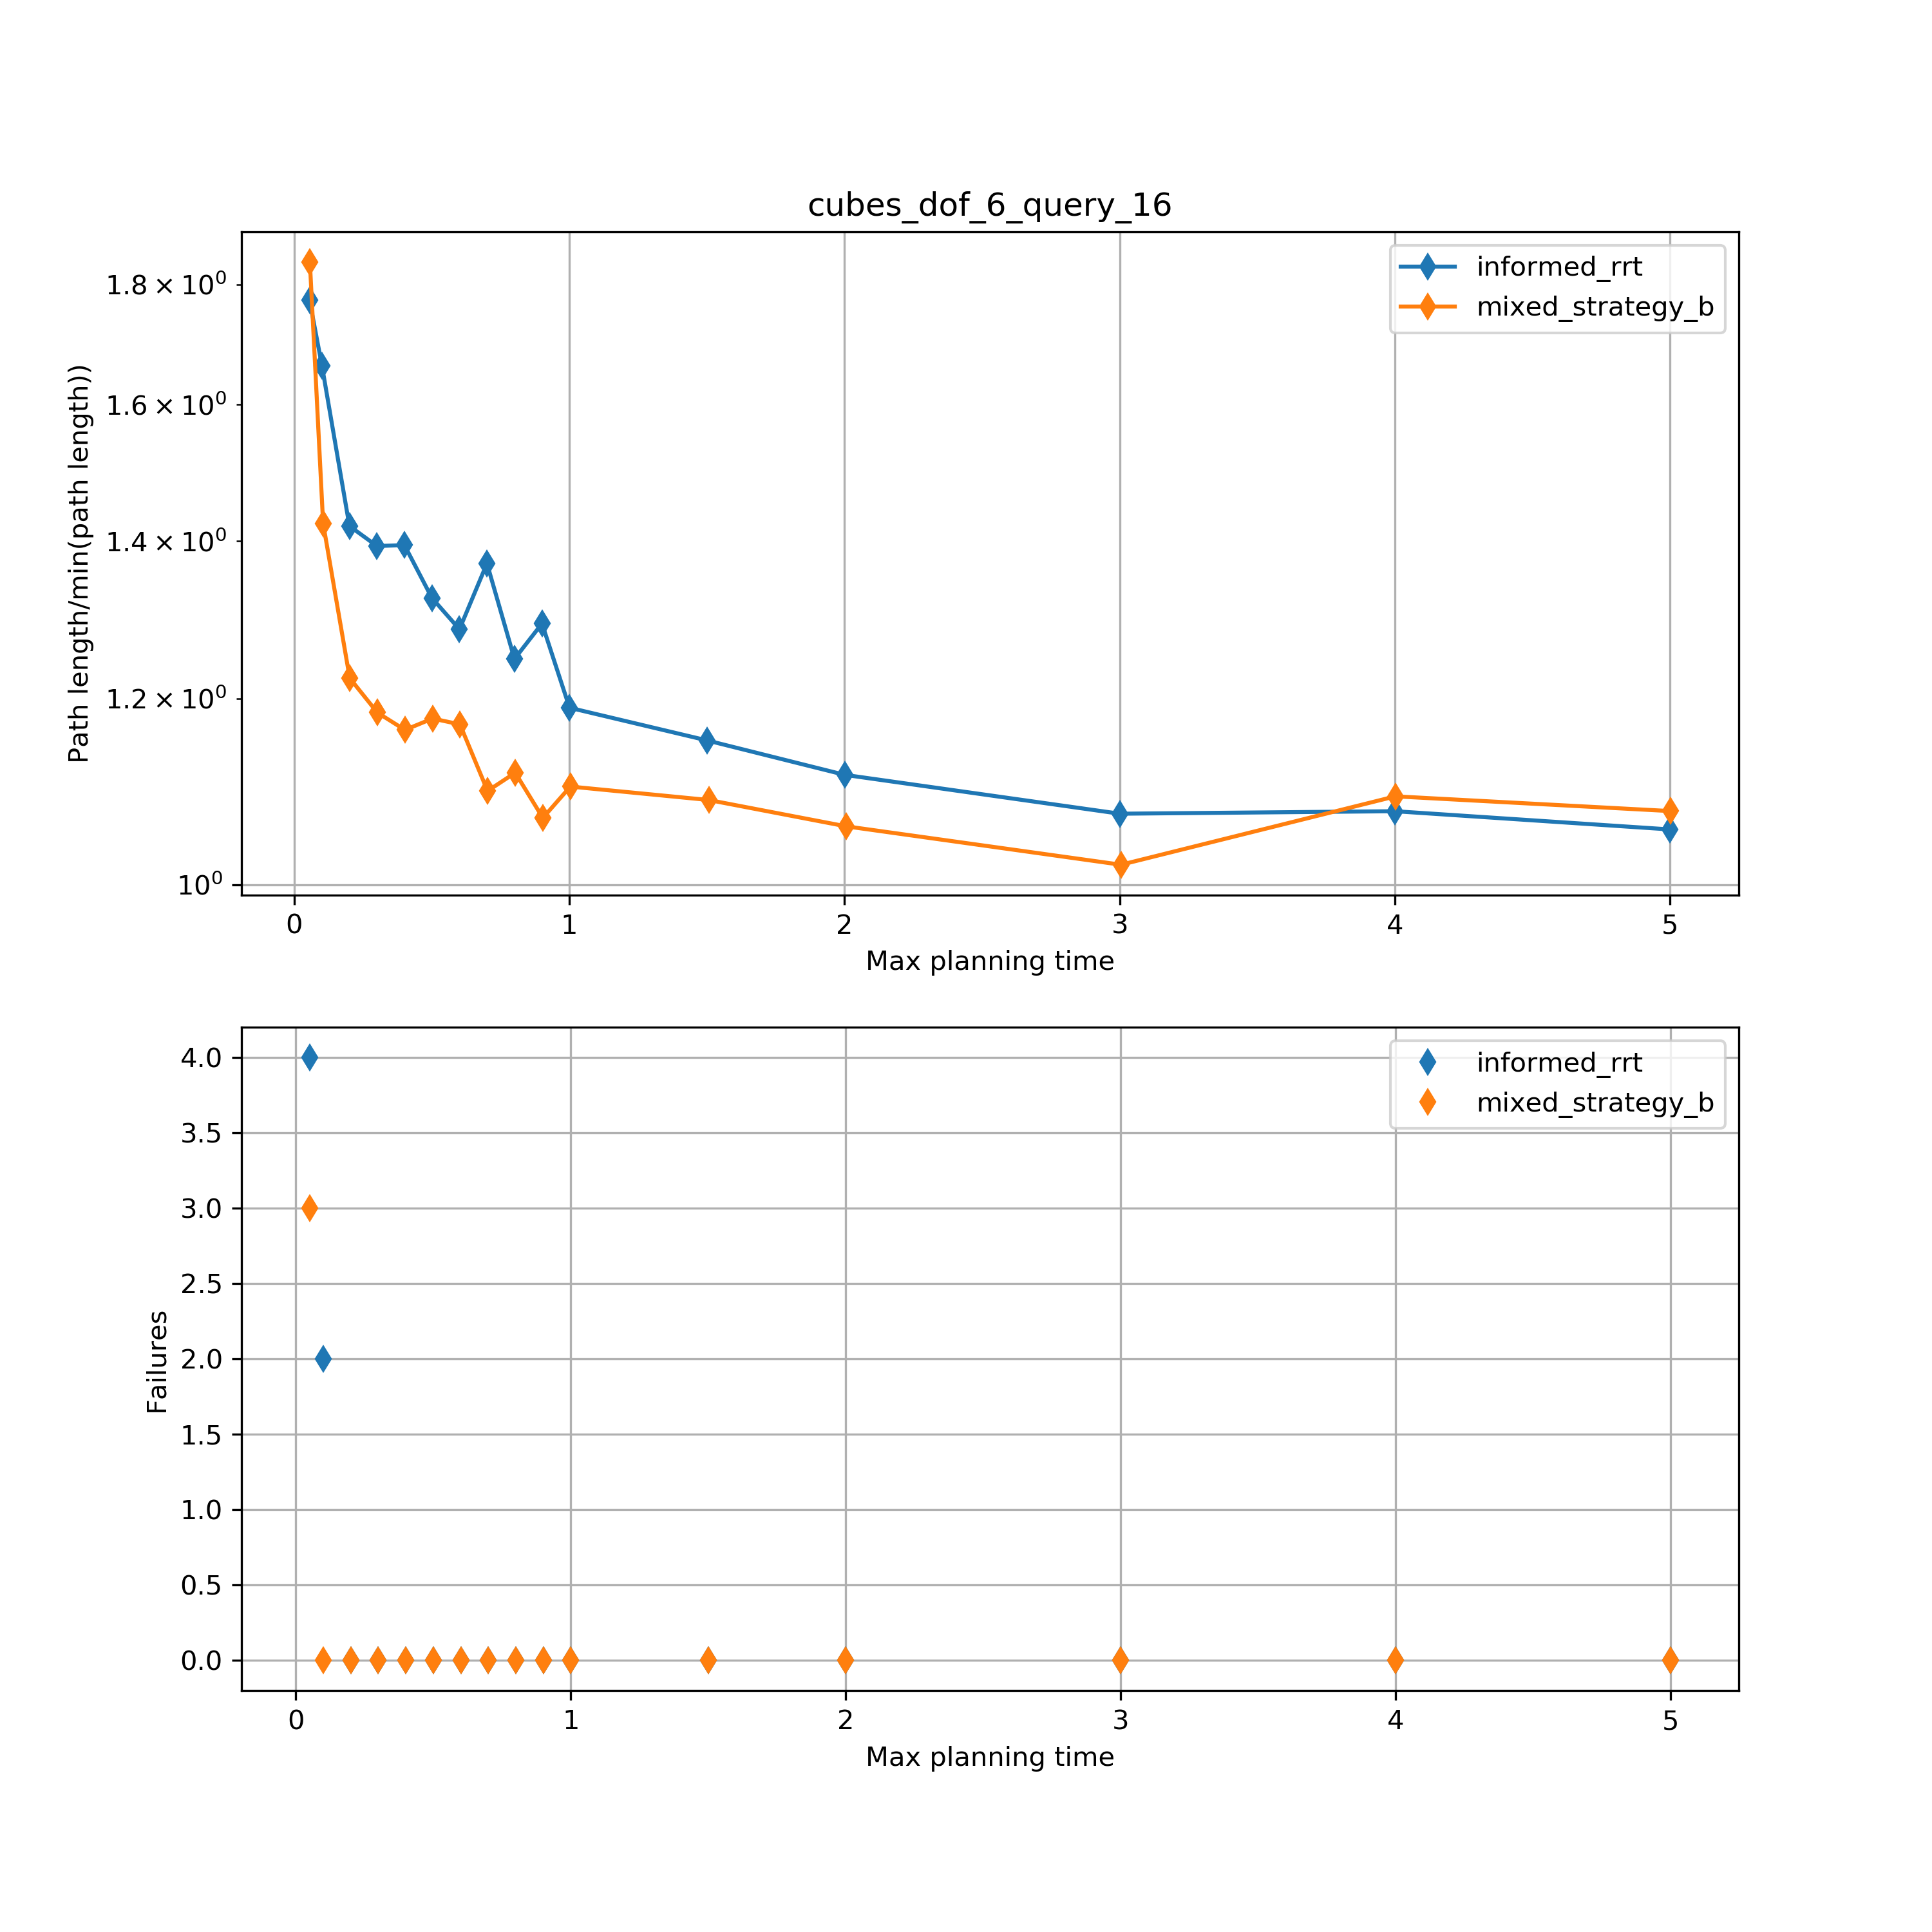 cubes_dof_6_query_16
Path length/min(path length))
1.8 × 10⁰
1.6 × 10⁰
1.4 × 10⁰
1.2 × 10⁰
10⁰
informed_rrt
mixed_strategy_b
0 1 2 3 4 5
Max planning time
Failures
4.0
3.5
3.0
2.5
2.0
1.5
1.0
0.5
0.0
informed_rrt
mixed_strategy_b
0 1 2 3 4 5
Max planning time